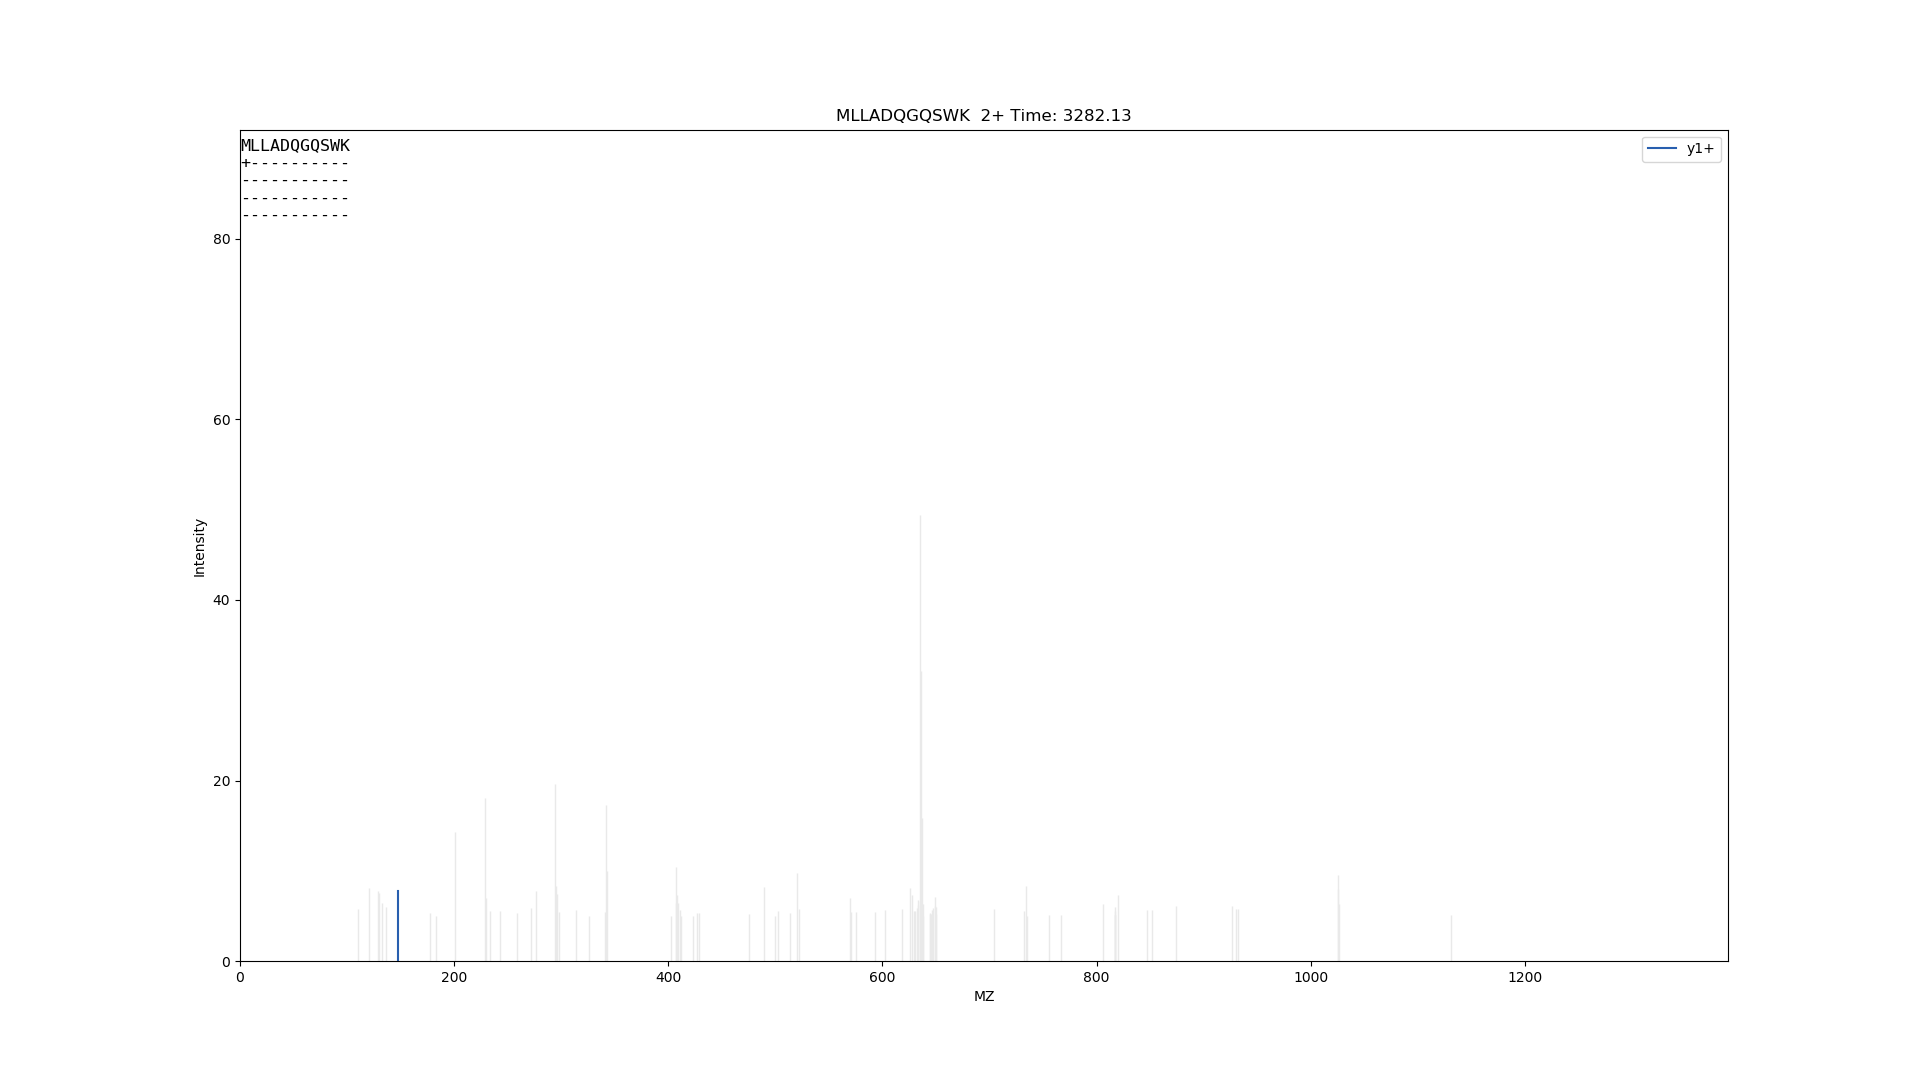 MLLADQGQSWK  2+ Time: 3282.13
MLLADQGQSWK
+----------
-----------
-----------
-----------
y1+
80
60
40
20
0
Intensity
0 200 400 600 800 1000 1200
MZ